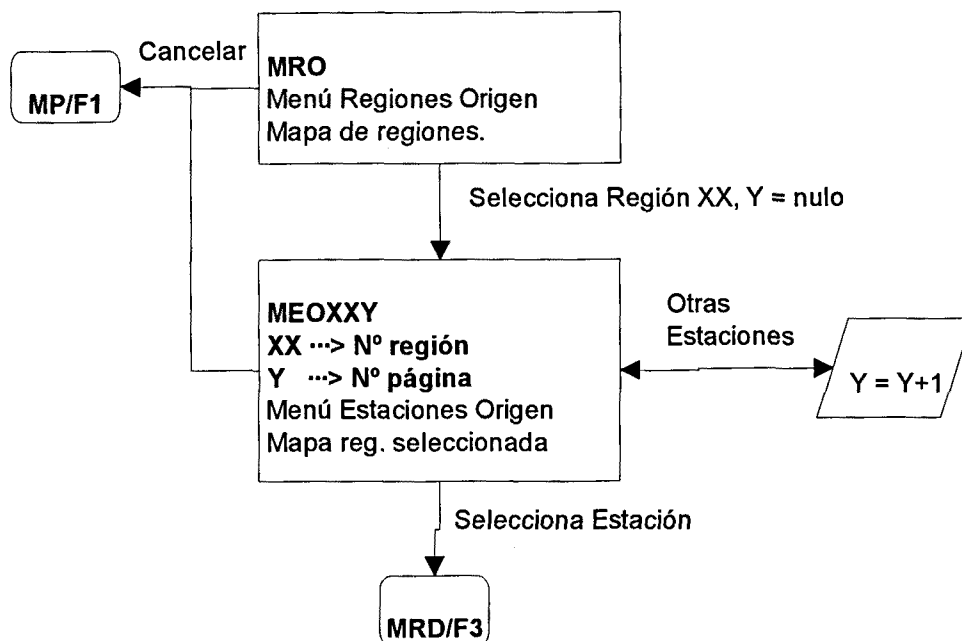 Cancelar
MP/F1
MRO
Menú Regiones Origen
Mapa de regiones.
Selecciona Región XX, Y = nulo
MEOXXY
XX ···> Nº región
Y ···> Nº página
Menú Estaciones Origen
Mapa reg. seleccionada
Otras
Estaciones
Y = Y+1
Selecciona Estación
MRD/F3